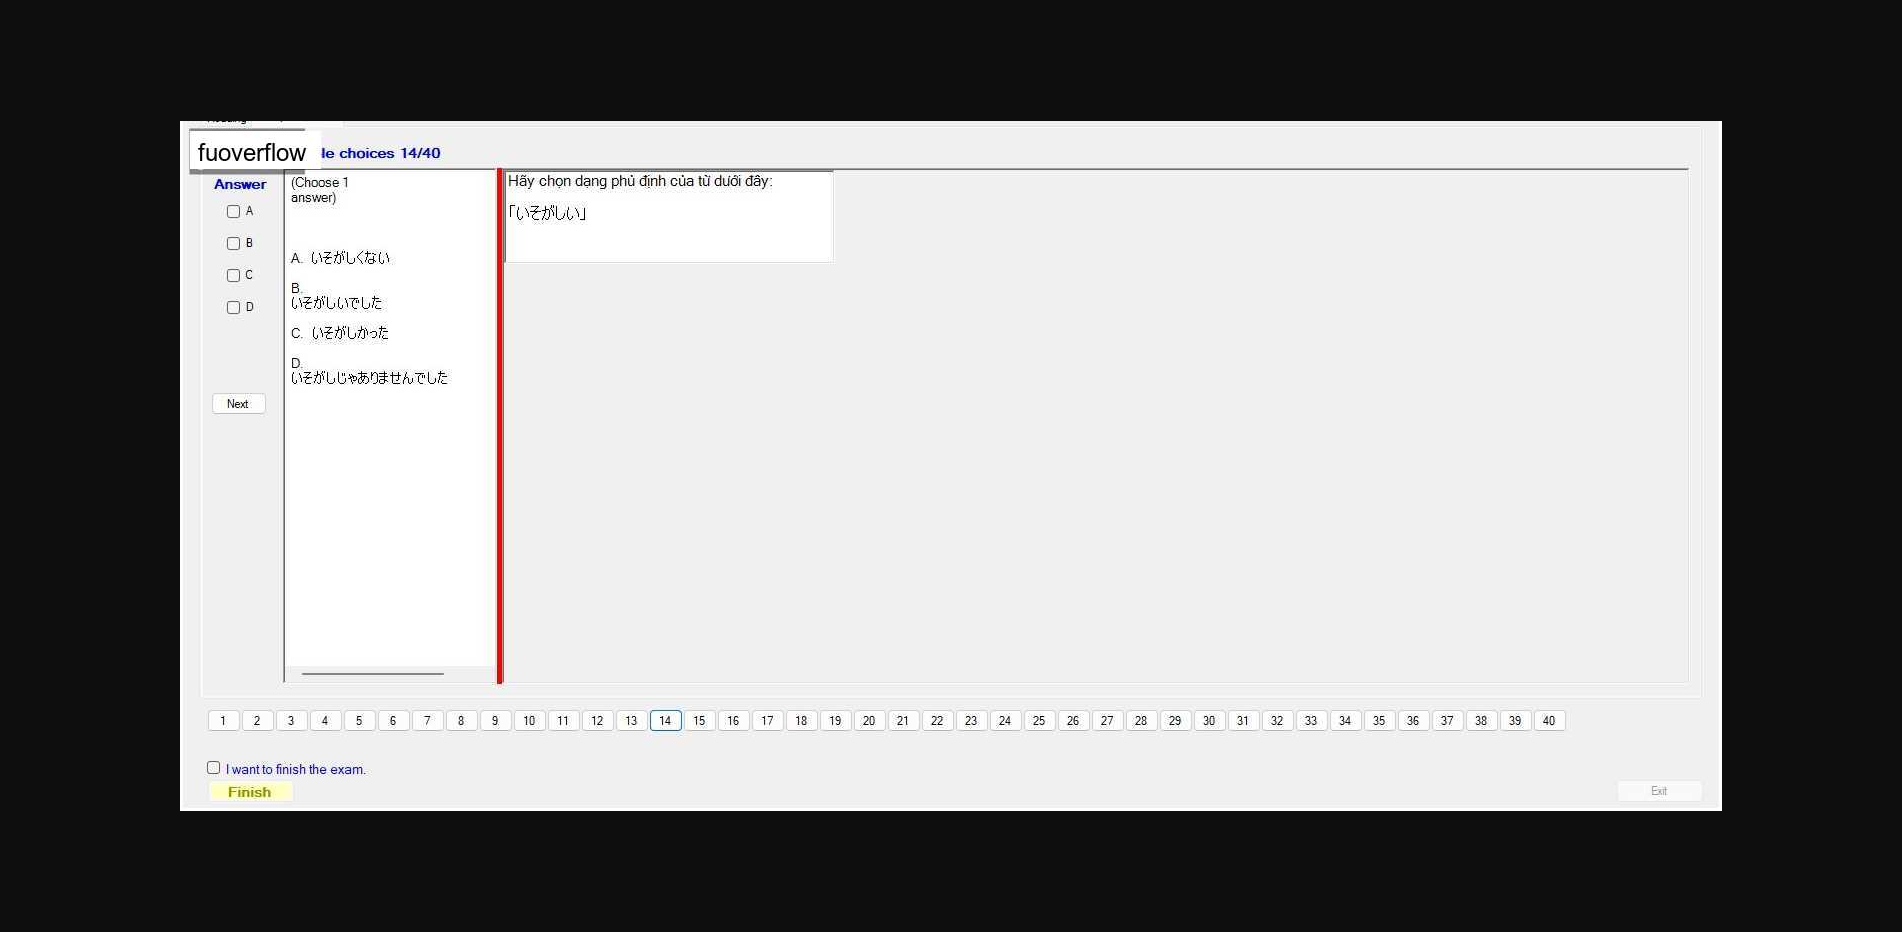 fuoverflow
le choices 14/40
Answer
A
B
C
D
Next
(Choose 1
answer)
A. いそがしくない
B.
いそがしいでした
C. いそがしかった
D.
いそがしじゃありませんでした
Hãy chọn dạng phủ định của từ dưới đây:
「いそがしい」
1 2 3 4 5 6 7 8 9 10 11 12 13 14 15 16 17 18 19 20 21 22 23 24 25 26 27 28 29 30 31 32 33 34 35 36 37 38 39 40
I want to finish the exam.
Finish
Exit